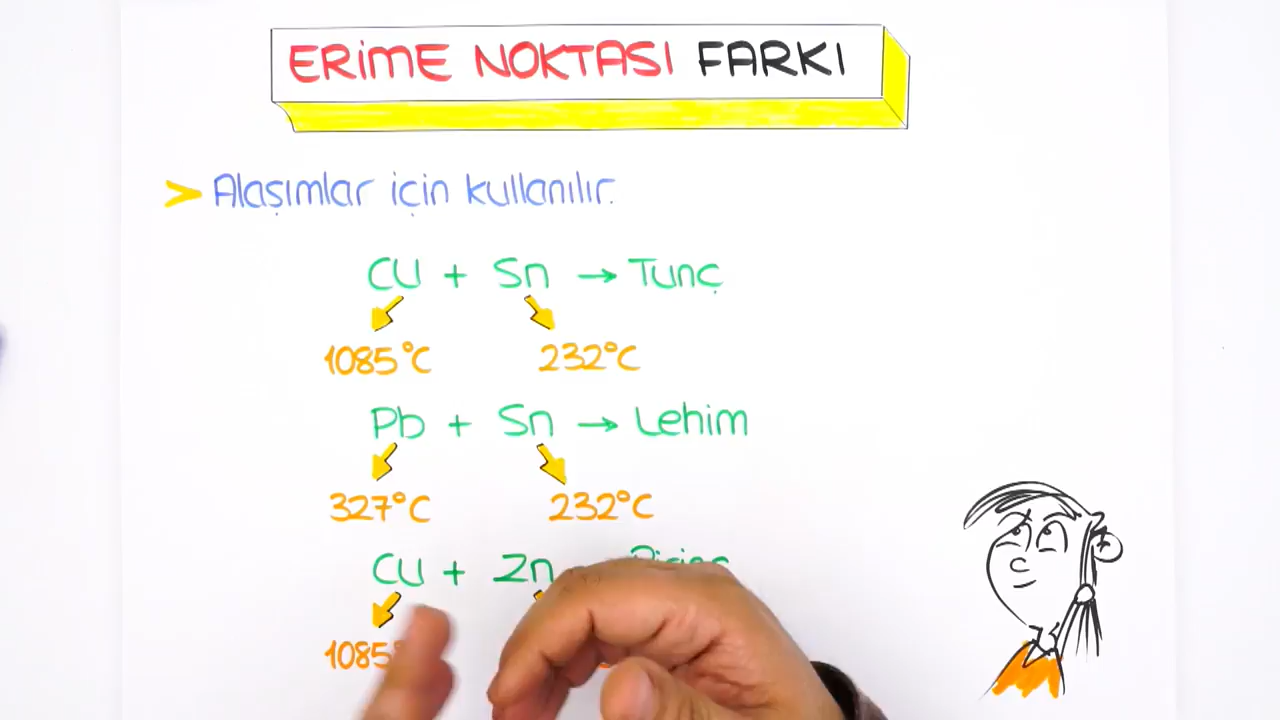 ERİME NOKTASI FARKI
> Alaşımlar için kullanılır.
Cu + Sn → Tunç
1085°C 232°C
Pb + Sn → Lehim
327°C 232°C
Cu + Zn
1085°